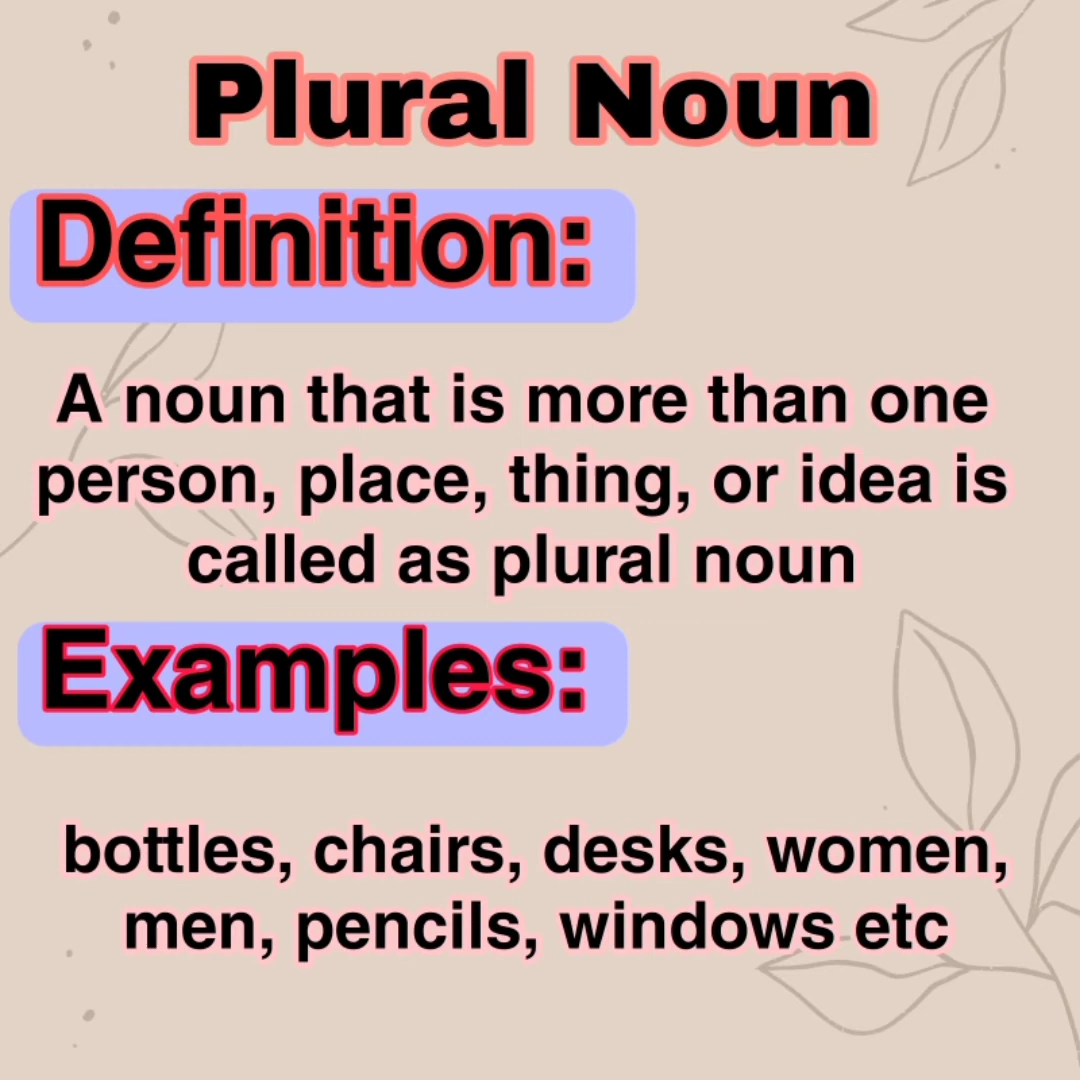 Plural Noun
Definition:
A noun that is more than one
person, place, thing, or idea is
called as plural noun
Examples:
bottles, chairs, desks, women,
men, pencils, windows etc